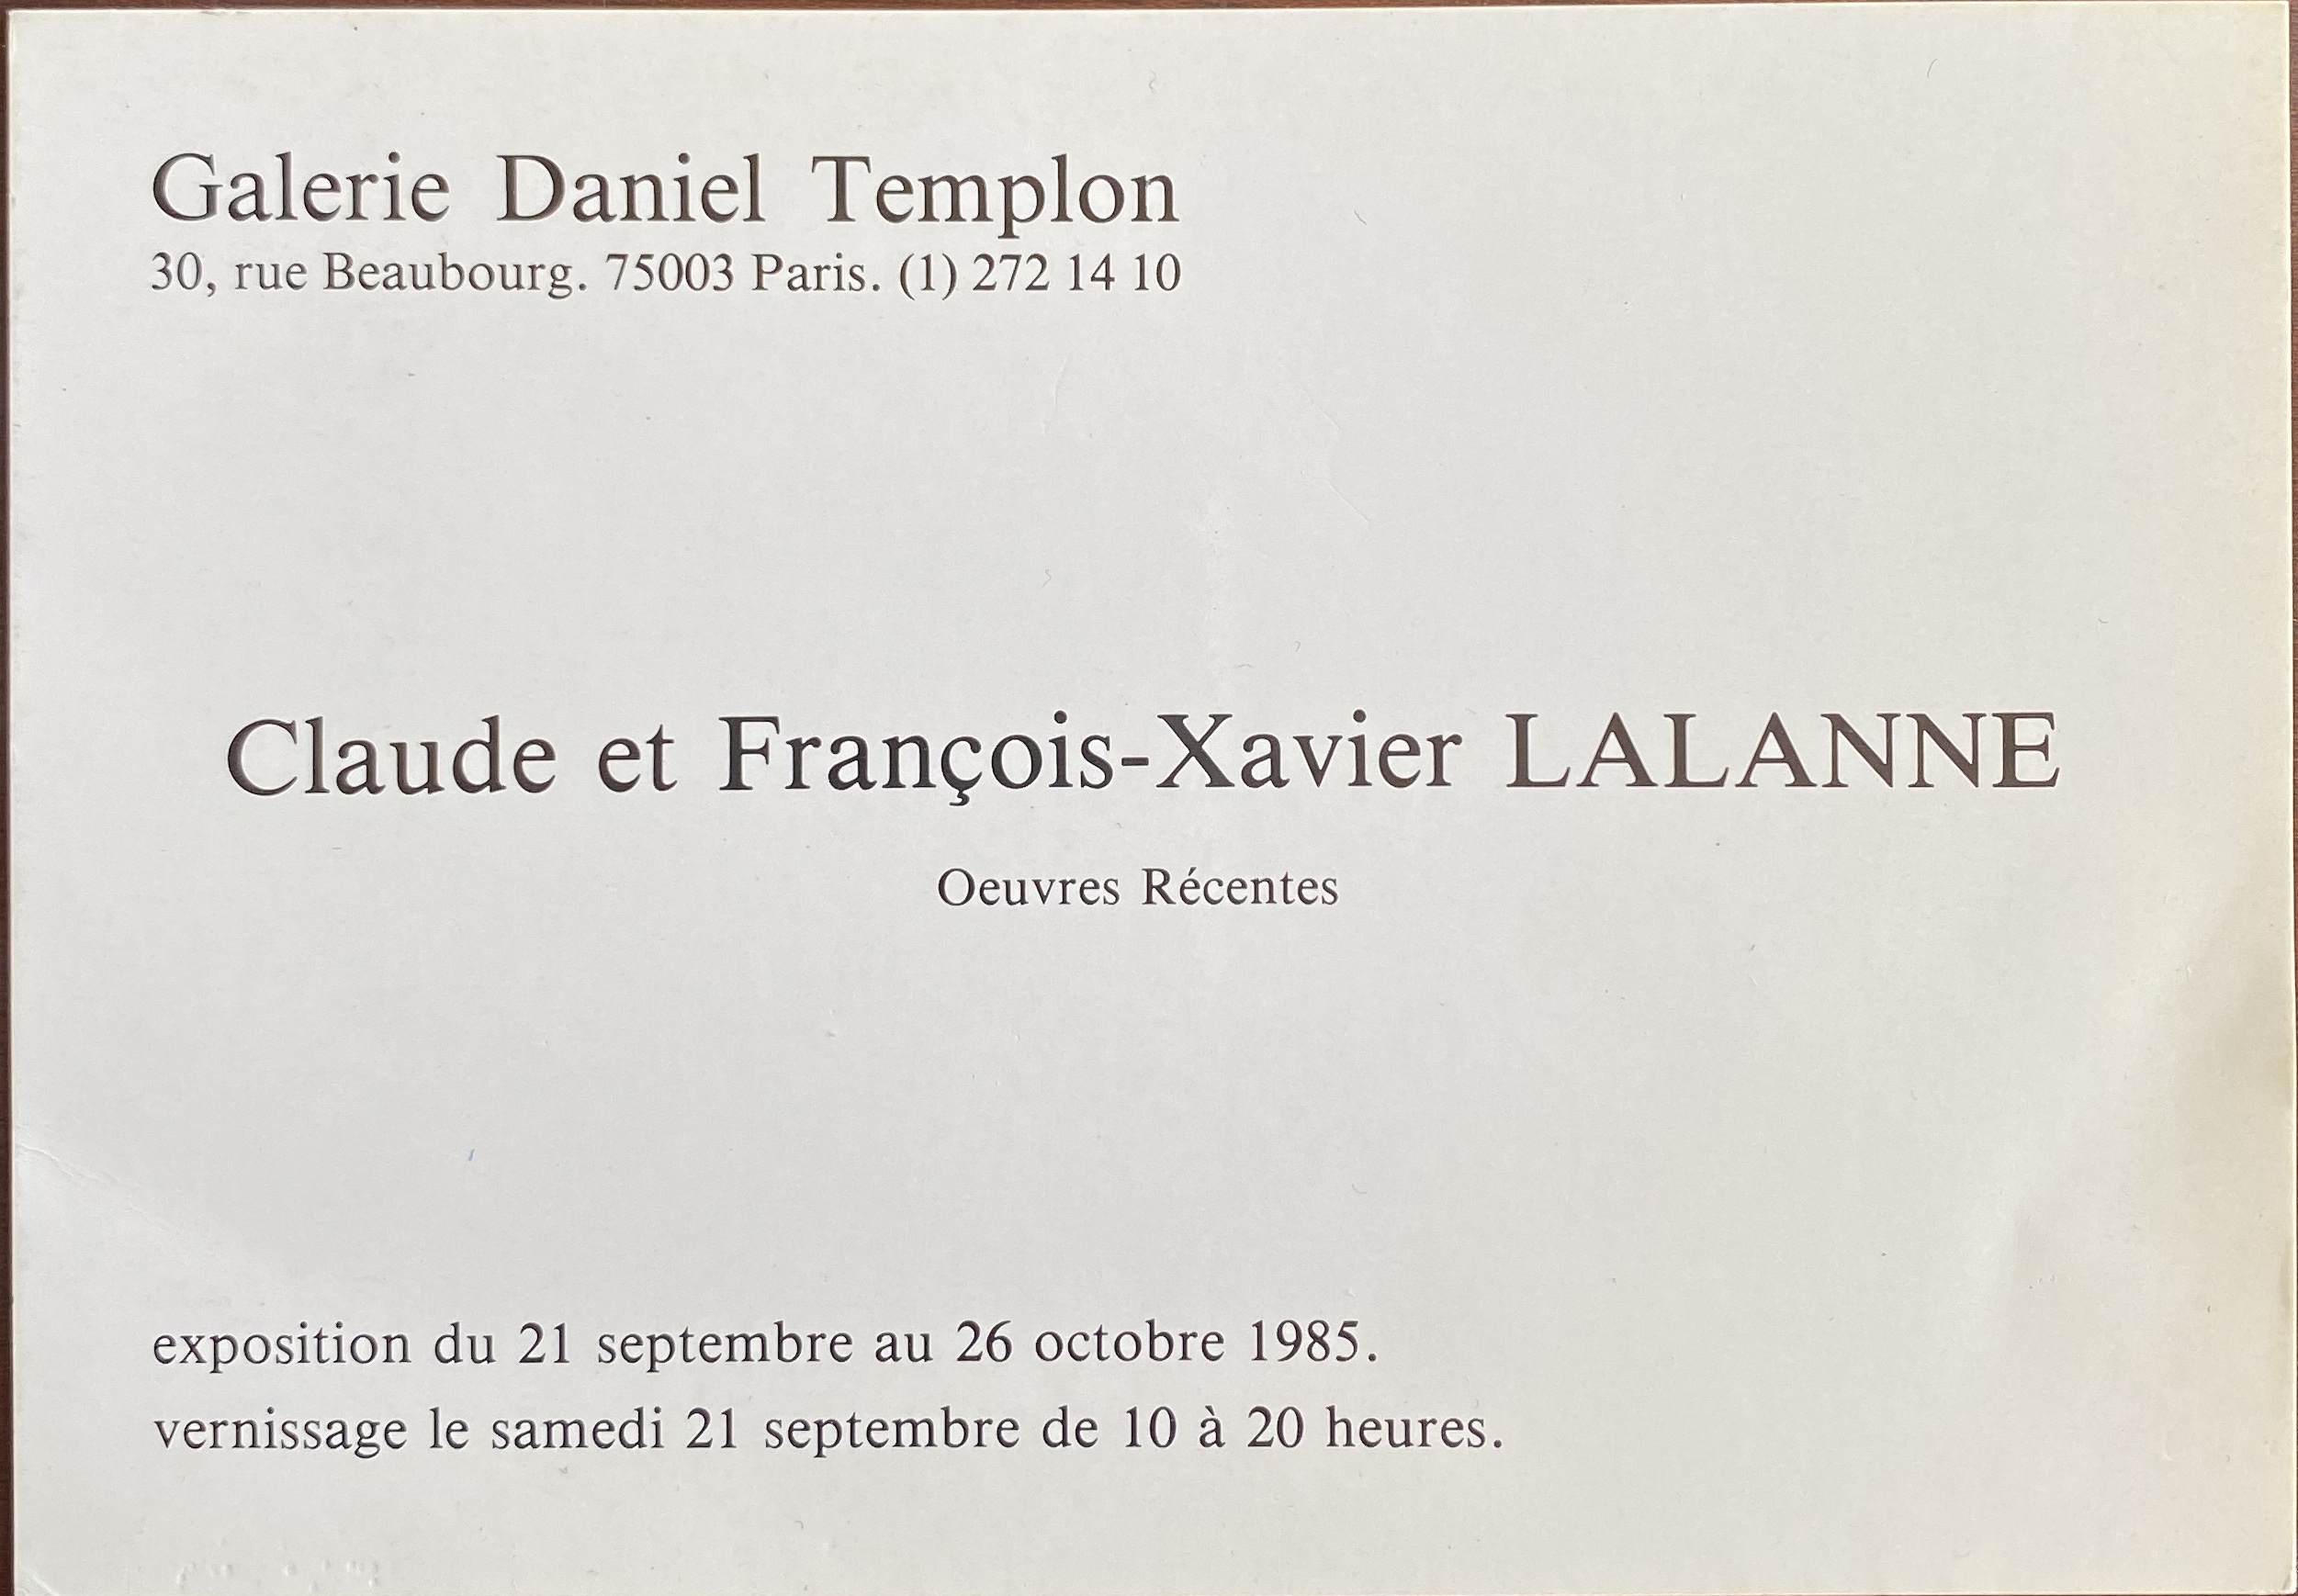 Galerie Daniel Templon
30, rue Beaubourg. 75003 Paris. (1) 272 14 10
Claude et François-Xavier LALANNE
Oeuvres Récentes
exposition du 21 septembre au 26 octobre 1985.
vernissage le samedi 21 septembre de 10 à 20 heures.